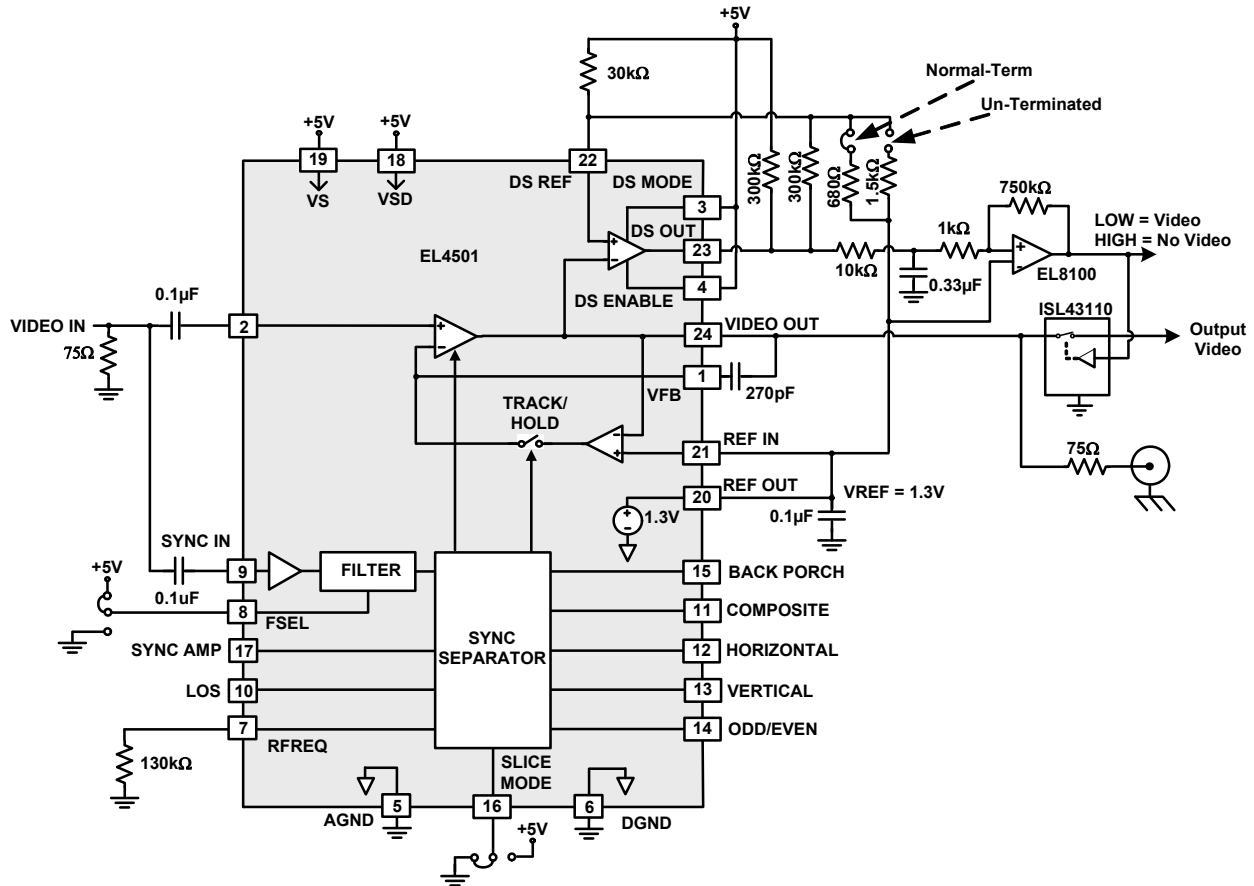 +5V
30kΩ
Normal-Term
Un-Terminated
+5V
+5V
19
18
22
VS
VSD
DS REF
DS MODE
3
DS OUT
23
4
DS ENABLE
EL4501
300kΩ
300kΩ
680Ω
1.5kΩ
750kΩ
1kΩ
10kΩ
0.33µF
EL8100
LOW = Video
HIGH = No Video
ISL43110
Output
Video
VIDEO IN
0.1µF
75Ω
2
24
VIDEO OUT
1
VFB
270pF
TRACK/
HOLD
21
REF IN
20
REF OUT
VREF = 1.3V
0.1µF
1.3V
75Ω
SYNC IN
9
0.1uF
FILTER
+5V
8
FSEL
SYNC AMP
17
LOS
10
7
RFREQ
130kΩ
SYNC
SEPARATOR
15
BACK PORCH
11
COMPOSITE
12
HORIZONTAL
13
VERTICAL
14
ODD/EVEN
SLICE
MODE
AGND
5
16
6
DGND
+5V